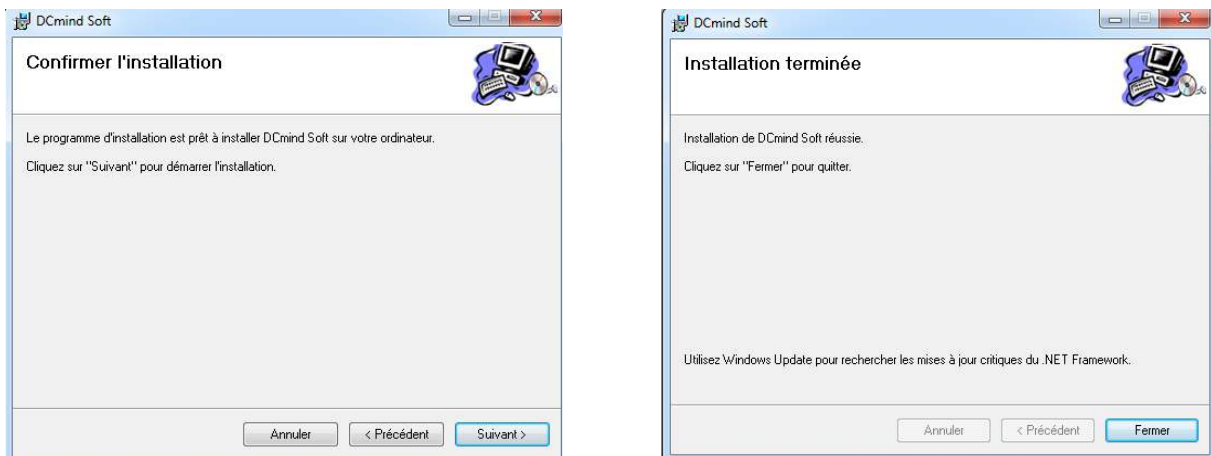 DCmind Soft
Confirmer l'installation
Le programme d'installation est prêt à installer DCmind Soft sur votre ordinateur.
Cliquez sur "Suivant" pour démarrer l'installation.
Annuler
< Précédent
Suivant >
DCmind Soft
Installation terminée
Installation de DCmind Soft réussie.
Cliquez sur "Fermer" pour quitter.
Utilisez Windows Update pour rechercher les mises à jour critiques du .NET Framework.
Annuler
< Précédent
Fermer